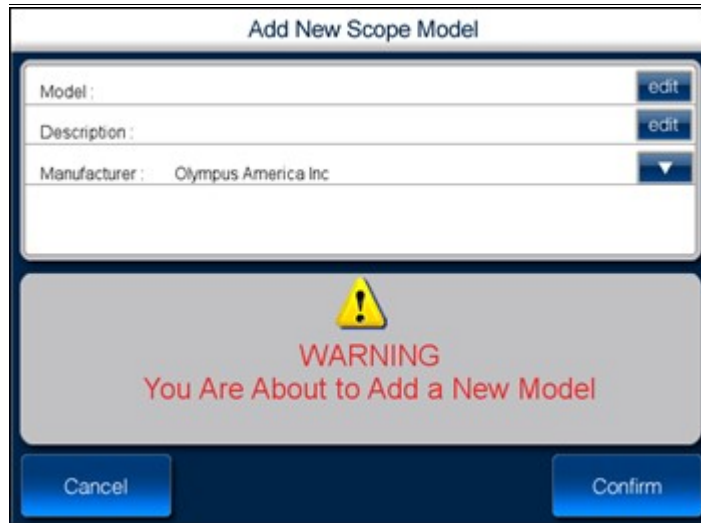 Add New Scope Model
Model : edit
Description : edit
Manufacturer : Olympus America Inc
WARNING
You Are About to Add a New Model
Cancel Confirm